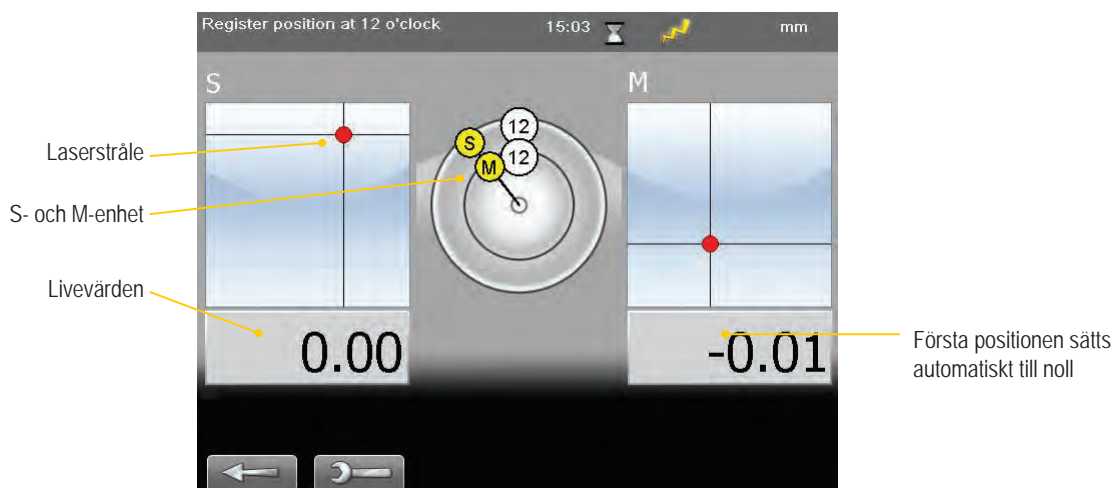 Register position at 12 o'clock
15:03
mm
S
M
12
S
12
M
Laserstråle
S- och M-enhet
Livevärden
0.00
-0.01
Första positionen sätts
automatiskt till noll